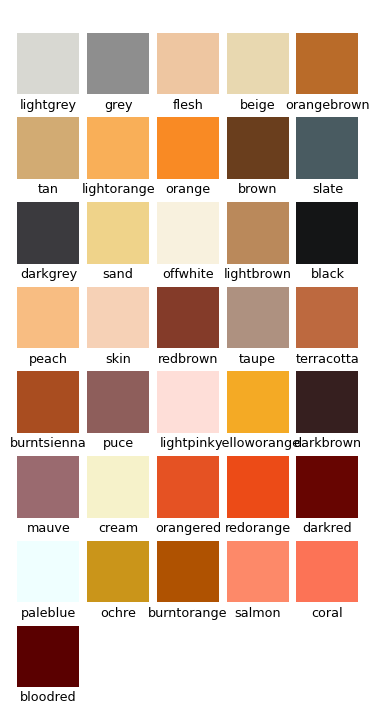 lightgrey grey flesh beige orangebrown
tan lightorange orange brown slate
darkgrey sand offwhite lightbrown black
peach skin redbrown taupe terracotta
burntsienna puce lightpink yelloworange darkbrown
mauve cream orangered redorange darkred
paleblue ochre burntorange salmon coral
bloodred